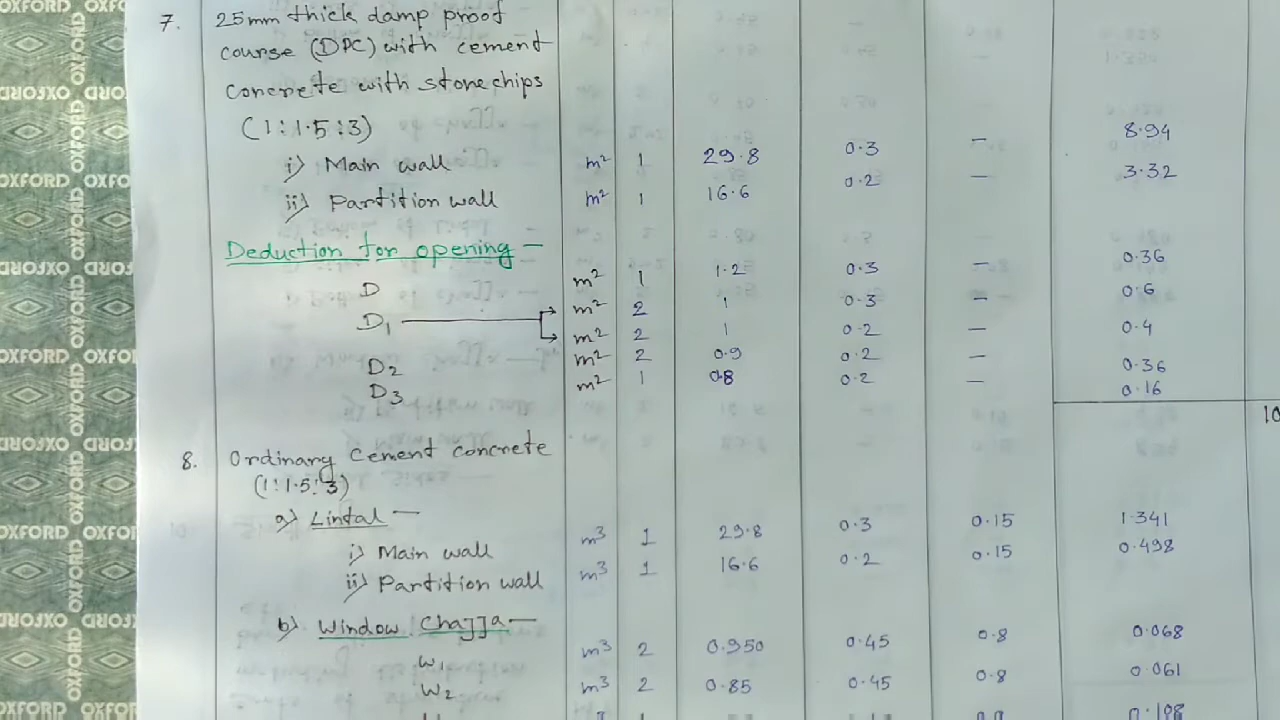 7. 25mm thick damp proof
course (DPC) with cement
concrete with stone chips
(1:1.5:3)
i) Main wall m² 1 29.8 0.3 — 8.94
ii) Partition wall m² 1 16.6 0.2 — 3.32
Deduction for opening —
D m² 1 1.2 0.3 — 0.36
D1 m² 2 1 0.3 — 0.6
m² 2 1 0.2 — 0.4
D2 m² 2 0.9 0.2 — 0.36
D3 m² 1 0.8 0.2 — 0.16
10
8. Ordinary Cement concrete
(1:1.5:3)
a) Lintal —
i) Main wall m³ 1 29.8 0.3 0.15 1.341
ii) Partition wall m³ 1 16.6 0.2 0.15 0.498
b) Window Chajja —
W1 m³ 2 0.950 0.45 0.8 0.068
W2 m³ 2 0.85 0.45 0.8 0.061
OXFORD OXFORD